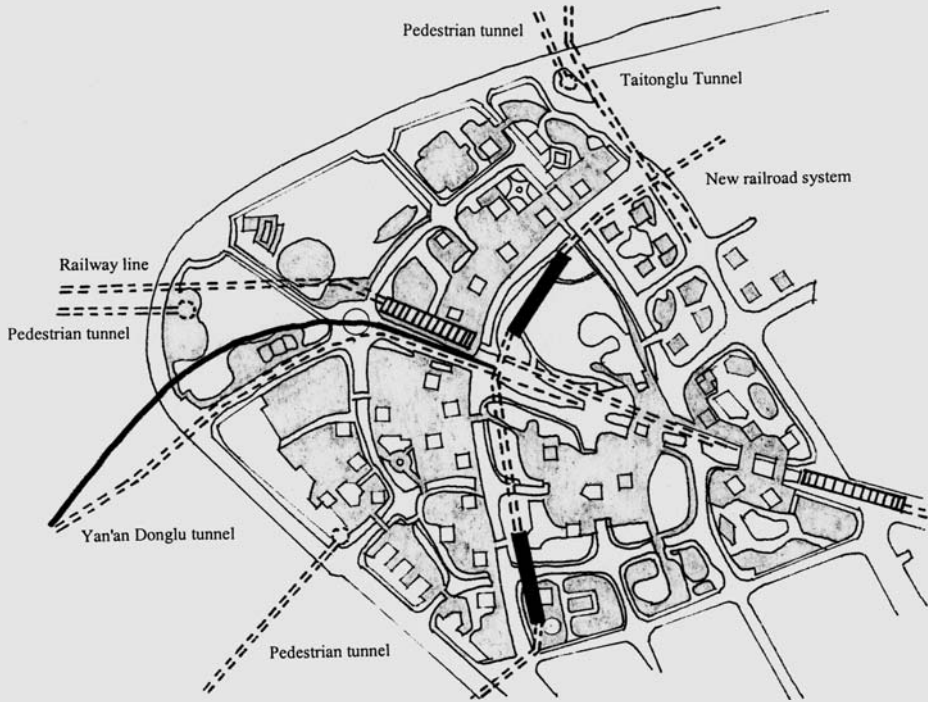 Pedestrian tunnel
Taitonglu Tunnel
New railroad system
Railway line
Pedestrian tunnel
Yan'an Donglu tunnel
Pedestrian tunnel